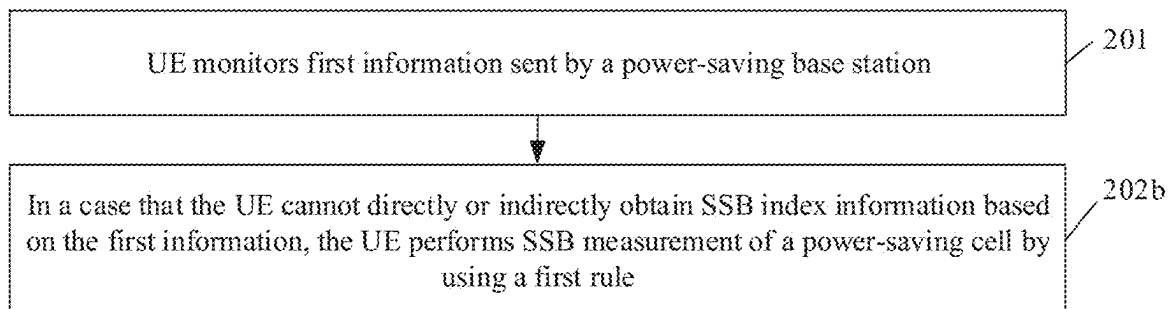 UE monitors first information sent by a power-saving base station
201
In a case that the UE cannot directly or indirectly obtain SSB index information based
on the first information, the UE performs SSB measurement of a power-saving cell by
using a first rule
202b